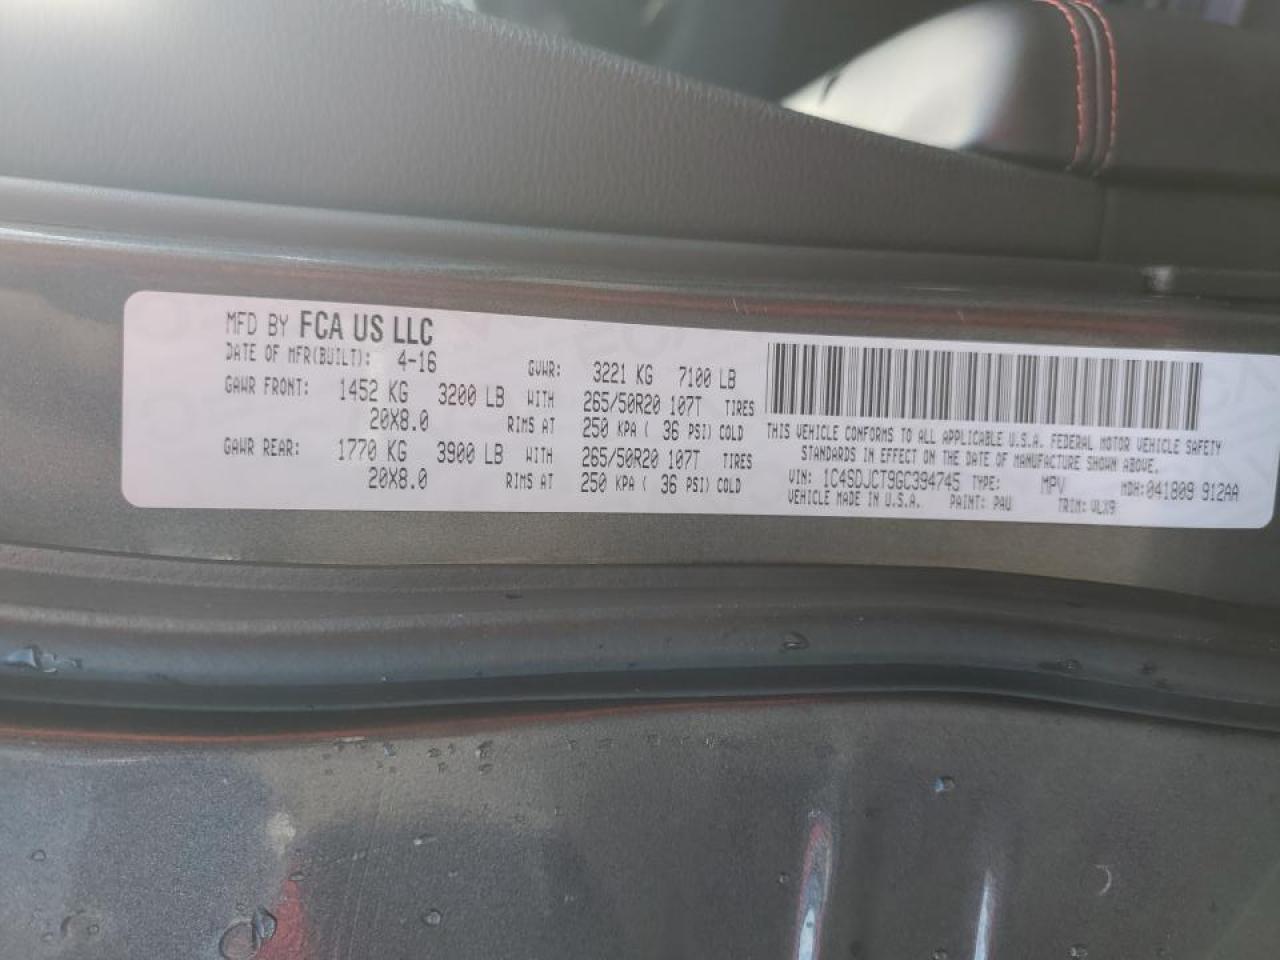 MFD BY FCA US LLC
DATE OF MFR(BUILT): 4-16 GVWR: 3221 KG 7100 LB
GAWR FRONT: 1452 KG 3200 LB WITH 265/50R20 107T TIRES
20X8.0 RIMS AT 250 KPA ( 36 PSI) COLD
GAWR REAR: 1770 KG 3900 LB WITH 265/50R20 107T TIRES
20X8.0 RIMS AT 250 KPA ( 36 PSI) COLD
THIS VEHICLE CONFORMS TO ALL APPLICABLE U.S.A. FEDERAL MOTOR VEHICLE SAFETY
STANDARDS IN EFFECT ON THE DATE OF MANUFACTURE SHOWN ABOVE.
VIN: 1C4SDJCT9GC394745 TYPE: MPV MDH:041809 912AA
VEHICLE MADE IN U.S.A. PAINT: PAU TRIM: VLX9